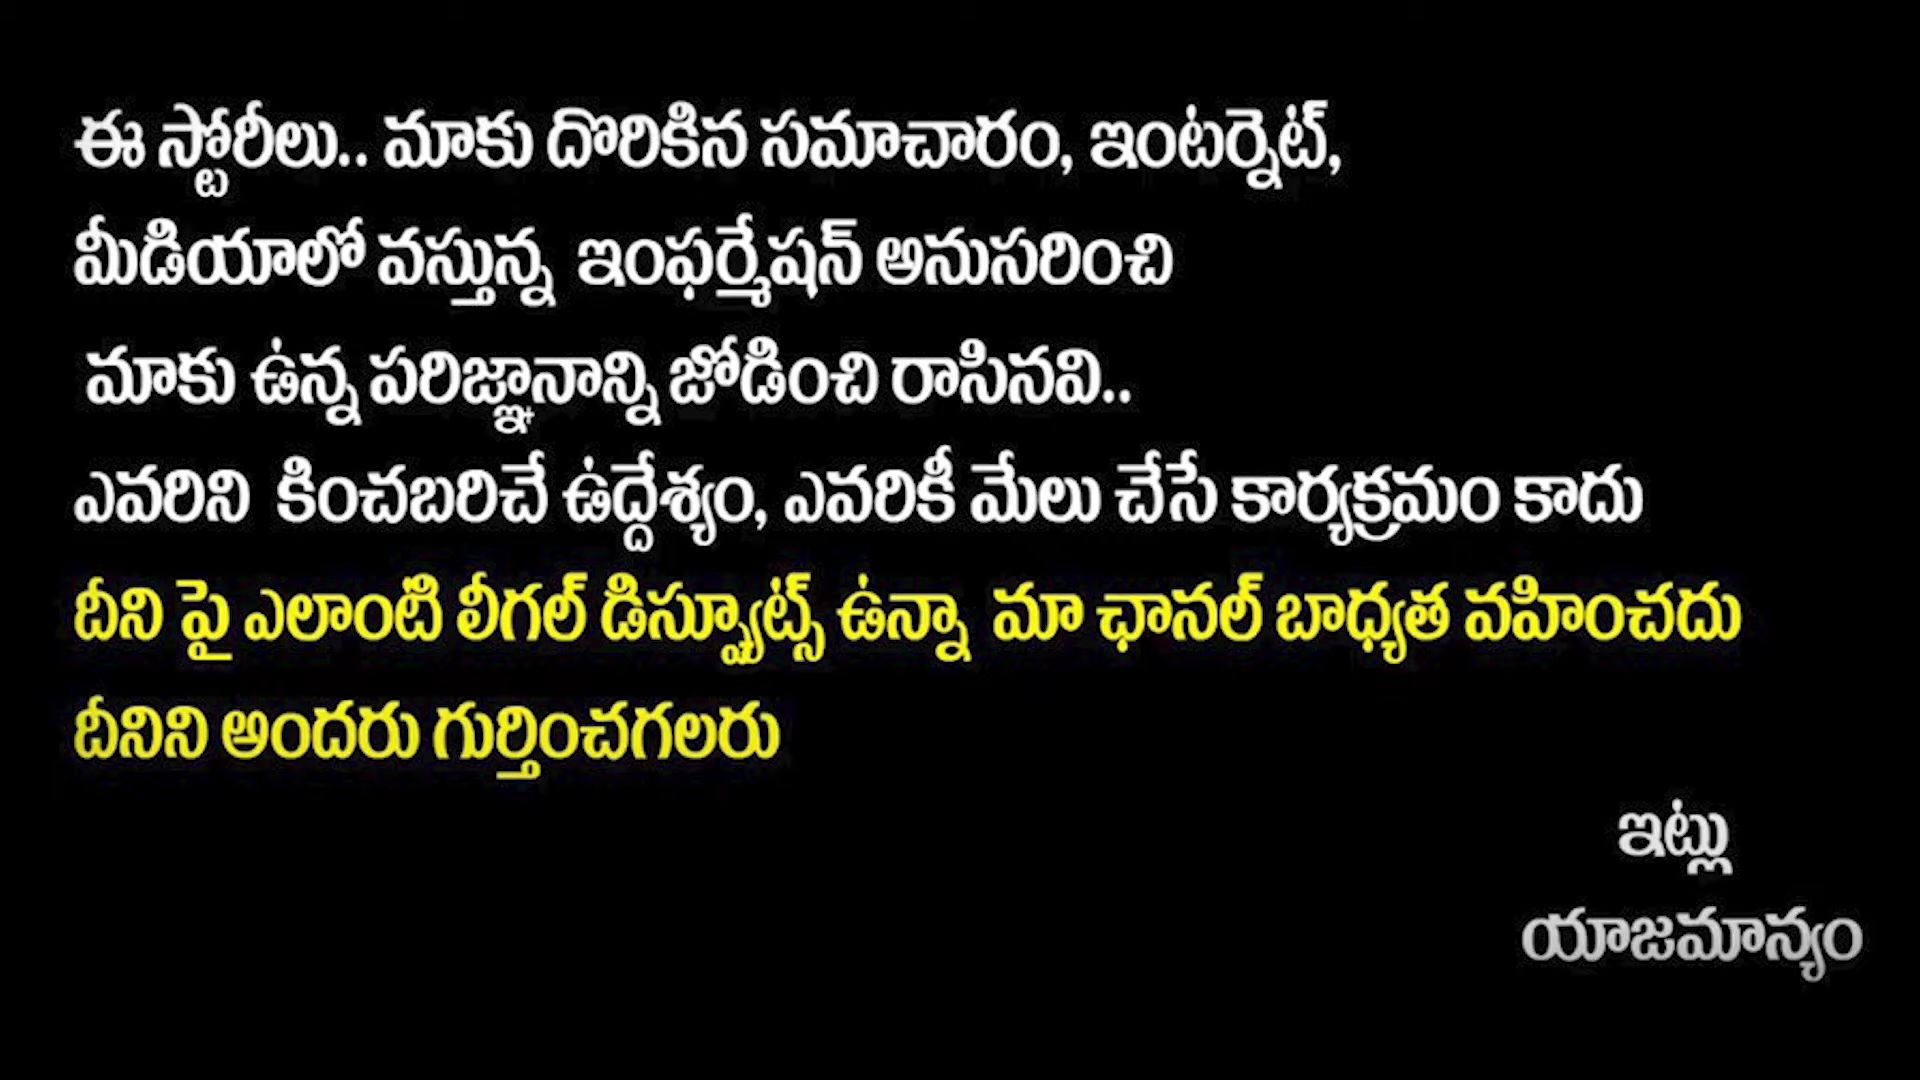 ఈ స్టోరీలు.. మాకు దొరికిన సమాచారం, ఇంటర్నెట్,
మీడియాలో వస్తున్న ఇంఫర్మేషన్ అనుసరించి
మాకు ఉన్న పరిజ్ఞానాన్ని జోడించి రాసినవి..
ఎవరిని కించబరిచే ఉద్దేశ్యం, ఎవరికీ మేలు చేసే కార్యక్రమం కాదు
దీని పై ఎలాంటి లీగల్ డిస్ప్యూట్స్ ఉన్నా మా ఛానల్ బాధ్యత వహించదు
దీనిని అందరు గుర్తించగలరు
ఇట్లు
యాజమాన్యం